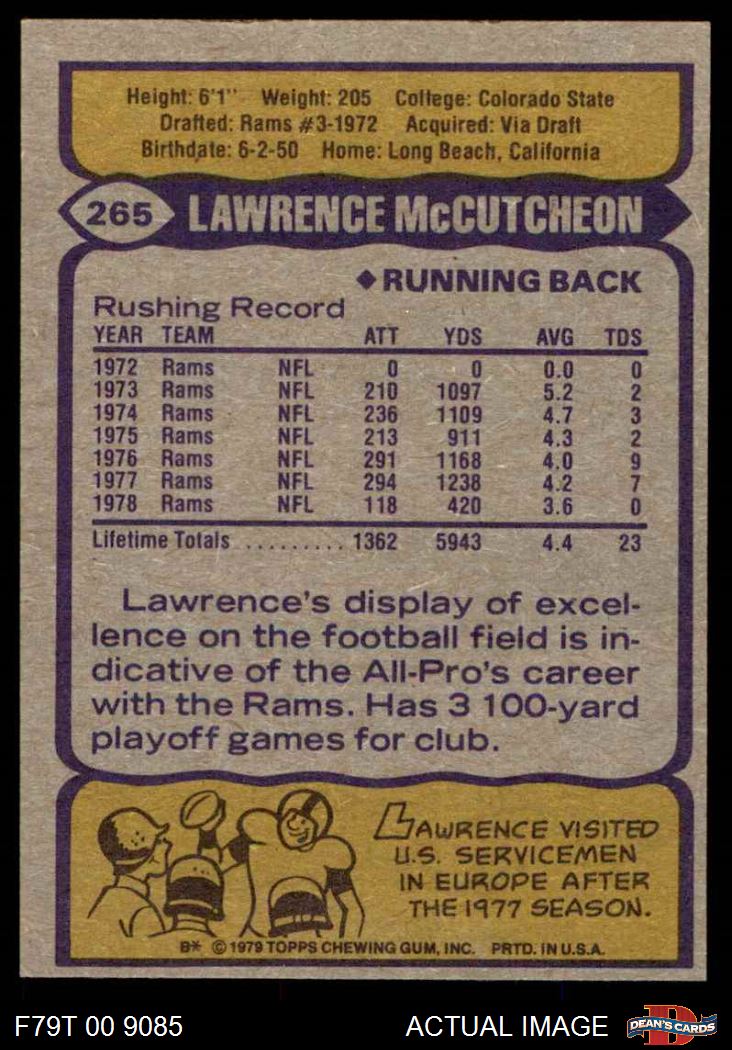 Height: 6'1" Weight: 205 College: Colorado State
Drafted: Rams #3-1972 Acquired: Via Draft
Birthdate: 6-2-50 Home: Long Beach, California
265 LAWRENCE McCUTCHEON
◆RUNNING BACK
Rushing Record
YEAR TEAM ATT YDS AVG TDS
1972 Rams NFL 0 0 0.0 0
1973 Rams NFL 210 1097 5.2 2
1974 Rams NFL 236 1109 4.7 3
1975 Rams NFL 213 911 4.3 2
1976 Rams NFL 291 1168 4.0 9
1977 Rams NFL 294 1238 4.2 7
1978 Rams NFL 118 420 3.6 0
Lifetime Totals ......... 1362 5943 4.4 23
Lawrence's display of excel-
lence on the football field is in-
dicative of the All-Pro's career
with the Rams. Has 3 100-yard
playoff games for club.
LAWRENCE VISITED
U.S. SERVICEMEN
IN EUROPE AFTER
THE 1977 SEASON.
B* © 1979 TOPPS CHEWING GUM, INC. PRTD. IN U.S.A.
F79T 00 9085 ACTUAL IMAGE D DEAN'S CARDS